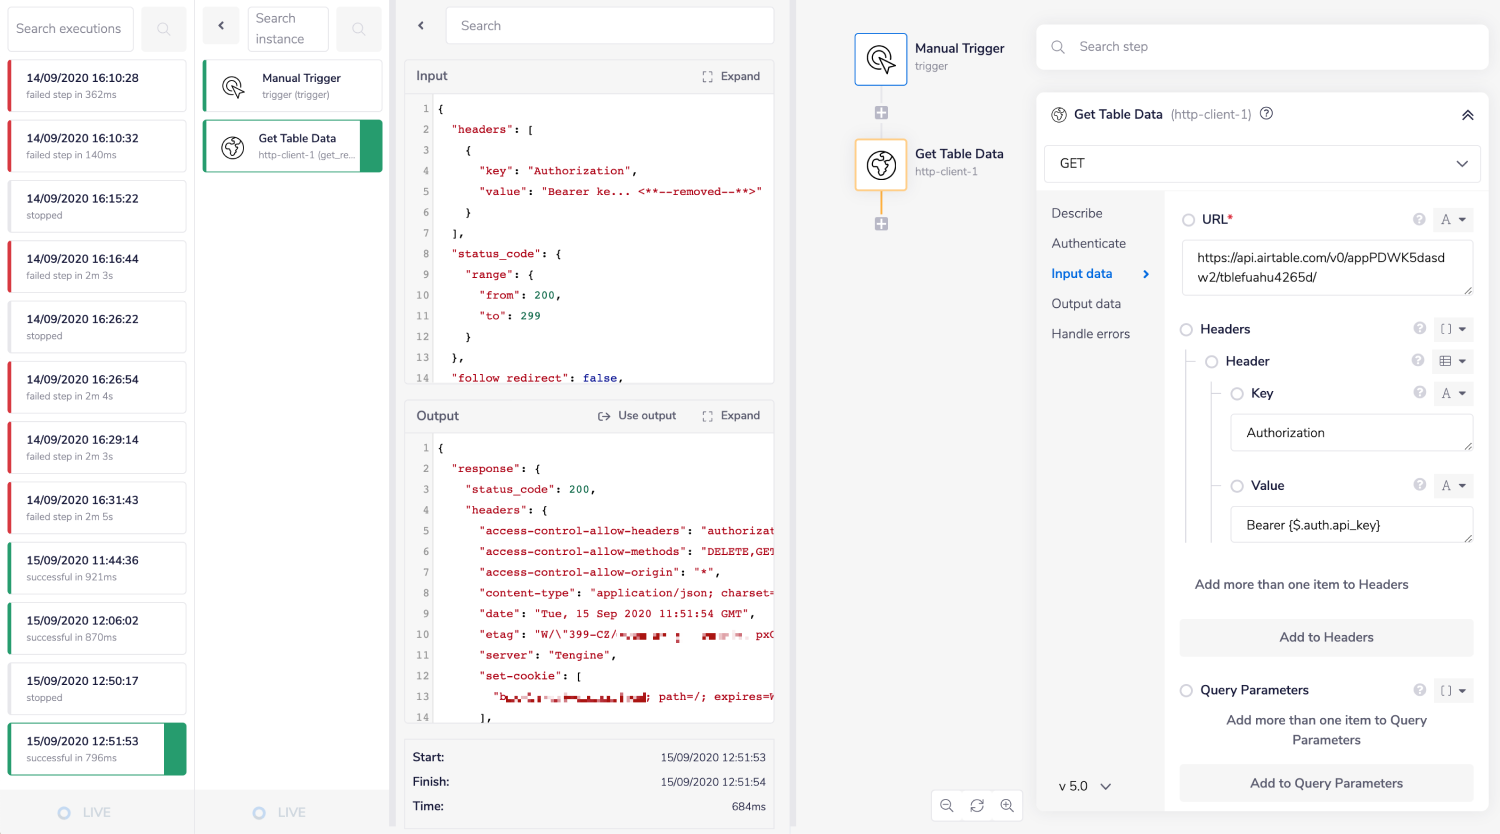 Search executions
14/09/2020 16:10:28
failed step in 362ms
14/09/2020 16:10:32
failed step in 140ms
14/09/2020 16:15:22
stopped
14/09/2020 16:16:44
failed step in 2m 3s
14/09/2020 16:26:22
stopped
14/09/2020 16:26:54
failed step in 2m 4s
14/09/2020 16:29:14
failed step in 2m 3s
14/09/2020 16:31:43
failed step in 2m 5s
15/09/2020 11:44:36
successful in 921ms
15/09/2020 12:06:02
successful in 870ms
15/09/2020 12:50:17
stopped
15/09/2020 12:51:53
successful in 796ms
LIVE
Search
instance
Manual Trigger
trigger (trigger)
Get Table Data
http-client-1 (get_re...
LIVE
Search
Input
Expand
1 {
2 "headers": [
3 {
4 "key": "Authorization",
5 "value": "Bearer ke... <**--removed--**>"
6 }
7 ],
8 "status_code": {
9 "range": {
10 "from": 200,
11 "to": 299
12 }
13 },
14 "follow_redirect": false,
Output
Use output
Expand
1 {
2 "response": {
3 "status_code": 200,
4 "headers": {
5 "access-control-allow-headers": "authorizat
6 "access-control-allow-methods": "DELETE,GET
7 "access-control-allow-origin": "*",
8 "content-type": "application/json; charset=
9 "date": "Tue, 15 Sep 2020 11:51:54 GMT",
10 "etag": "W/\"399-CZ/
11 "server": "Tengine",
12 "set-cookie": [
13 "b ; path=/; expires=W
14 ],
Start: 15/09/2020 12:51:53
Finish: 15/09/2020 12:51:54
Time: 684ms
Manual Trigger
trigger
Get Table Data
http-client-1
Search step
Get Table Data (http-client-1)
GET
Describe
Authenticate
Input data
Output data
Handle errors
v 5.0
URL*
A
https://api.airtable.com/v0/appPDWK5dasd
w2/tblefuahu4265d/
Headers
[ ]
Header
Key
A
Authorization
Value
A
Bearer {$.auth.api_key}
Add more than one item to Headers
Add to Headers
Query Parameters
[ ]
Add more than one item to Query
Parameters
Add to Query Parameters